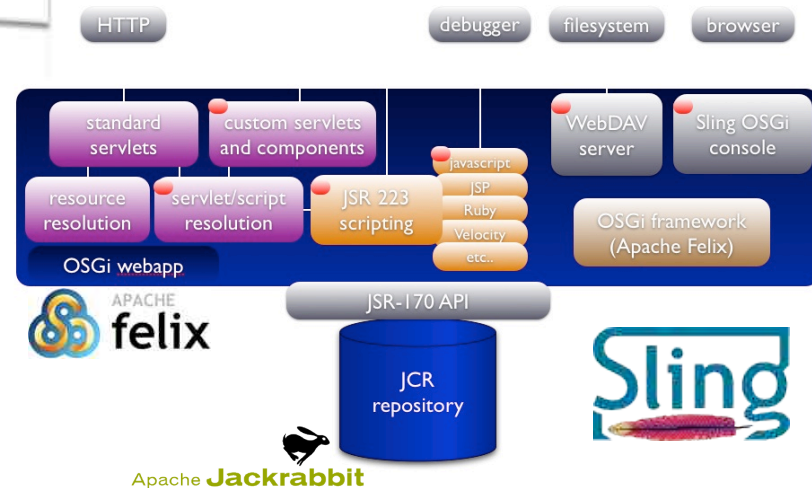 HTTP
debugger
filesystem
browser
standard
servlets
custom servlets
and components
WebDAV
server
Sling OSGi
console
javascript
JSP
Ruby
Velocity
etc..
resource
resolution
servlet/script
resolution
JSR 223
scripting
OSGi framework
(Apache Felix)
OSGi webapp
JSR-170 API
APACHE
felix
JCR
repository
Sling
Apache Jackrabbit